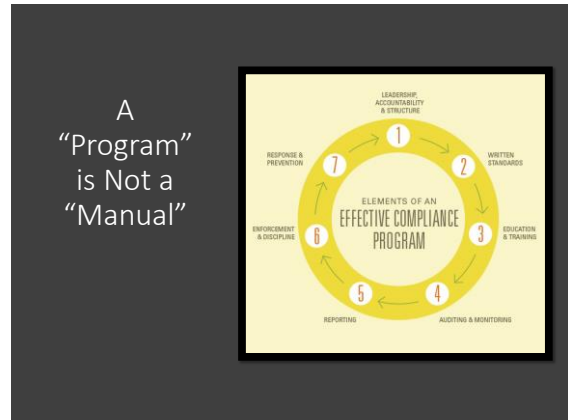 A
“Program”
is Not a
“Manual”
LEADERSHIP,
ACCOUNTABILITY
& STRUCTURE
1
2
WRITTEN
STANDARDS
3
EDUCATION
& TRAINING
4
AUDITING & MONITORING
5
REPORTING
6
ENFORCEMENT
& DISCIPLINE
7
RESPONSE &
PREVENTION
ELEMENTS OF AN
EFFECTIVE COMPLIANCE
PROGRAM